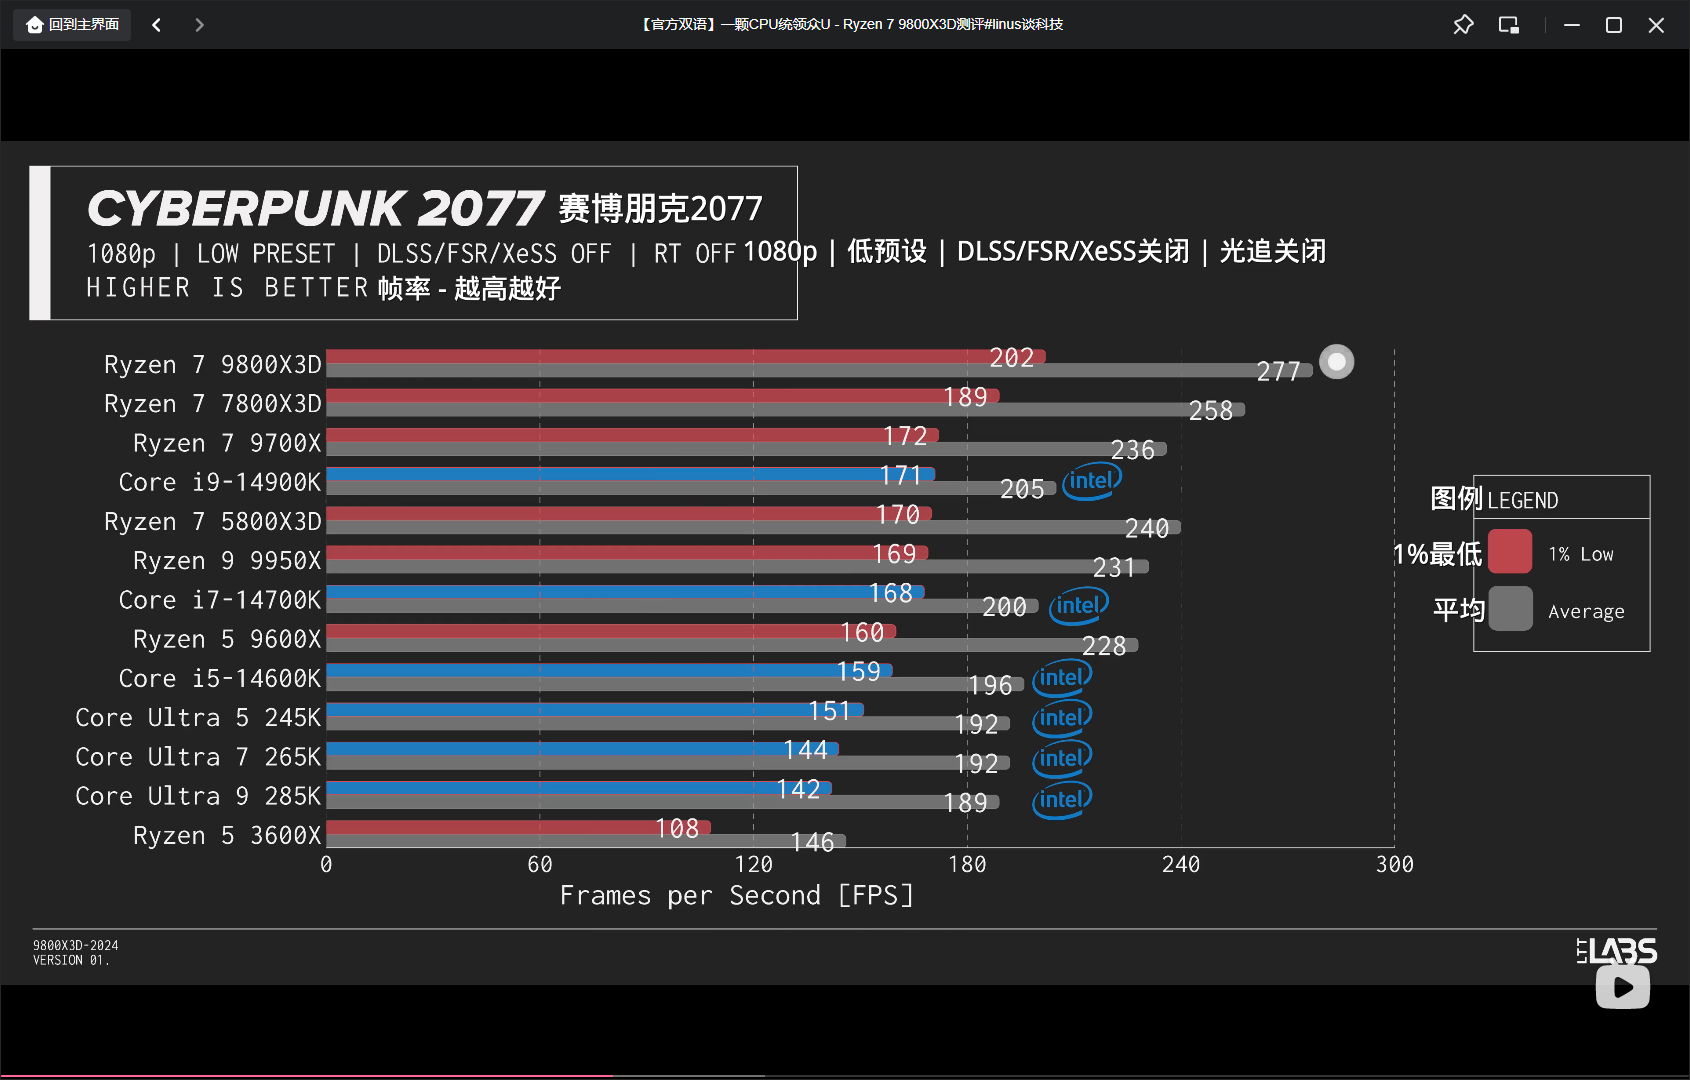 回到主界面
【官方双语】一颗CPU统领众U - Ryzen 7 9800X3D测评#linus谈科技
CYBERPUNK 2077 赛博朋克2077
1080p | LOW PRESET | DLSS/FSR/XeSS OFF | RT OFF 1080p | 低预设 | DLSS/FSR/XeSS关闭 | 光追关闭
HIGHER IS BETTER 帧率 - 越高越好
Ryzen 7 9800X3D 202 277
Ryzen 7 7800X3D 189 258
Ryzen 7 9700X 172 236
Core i9-14900K 171 205 intel
Ryzen 7 5800X3D 170 240
Ryzen 9 9950X 169 231
Core i7-14700K 168 200 intel
Ryzen 5 9600X 160 228
Core i5-14600K 159 196 intel
Core Ultra 5 245K 151 192 intel
Core Ultra 7 265K 144 192 intel
Core Ultra 9 285K 142 189 intel
Ryzen 5 3600X 108 146
0 60 120 180 240 300
Frames per Second [FPS]
图例 LEGEND
1%最低 1% Low
平均 Average
9800X3D-2024
VERSION 01.
LTT LABS